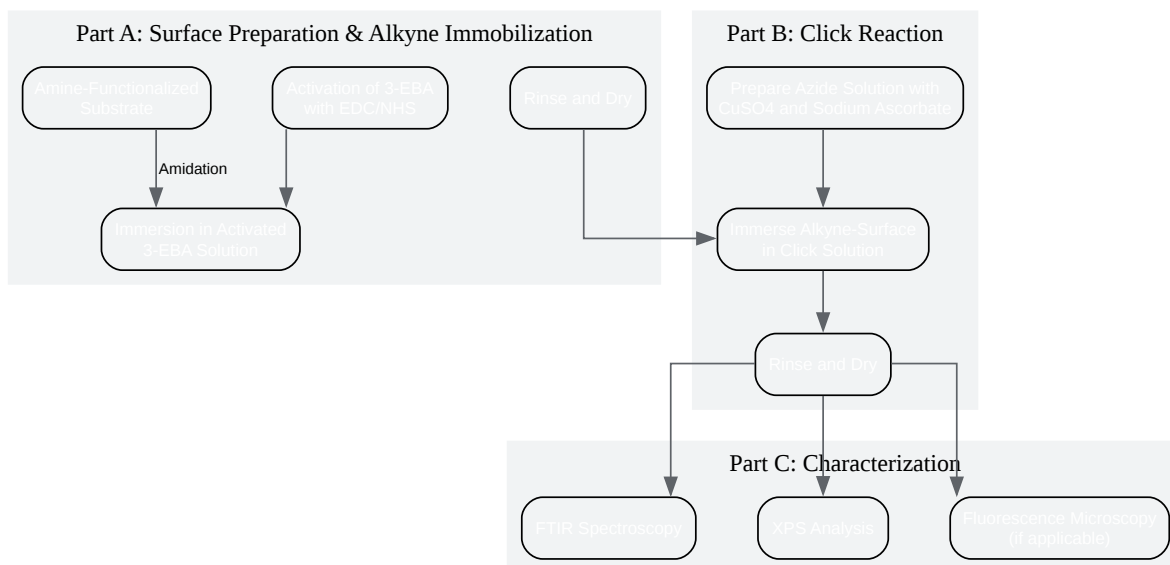 Part A: Surface Preparation & Alkyne Immobilization
Amine-Functionalized
Substrate
Activation of 3-EBA
with EDC/NHS
Rinse and Dry
Amidation
Immersion in Activated
3-EBA Solution
Part B: Click Reaction
Prepare Azide Solution with
CuSO4 and Sodium Ascorbate
Immerse Alkyne-Surface
in Click Solution
Rinse and Dry
Part C: Characterization
FTIR Spectroscopy
XPS Analysis
Fluorescence Microscopy
(if applicable)